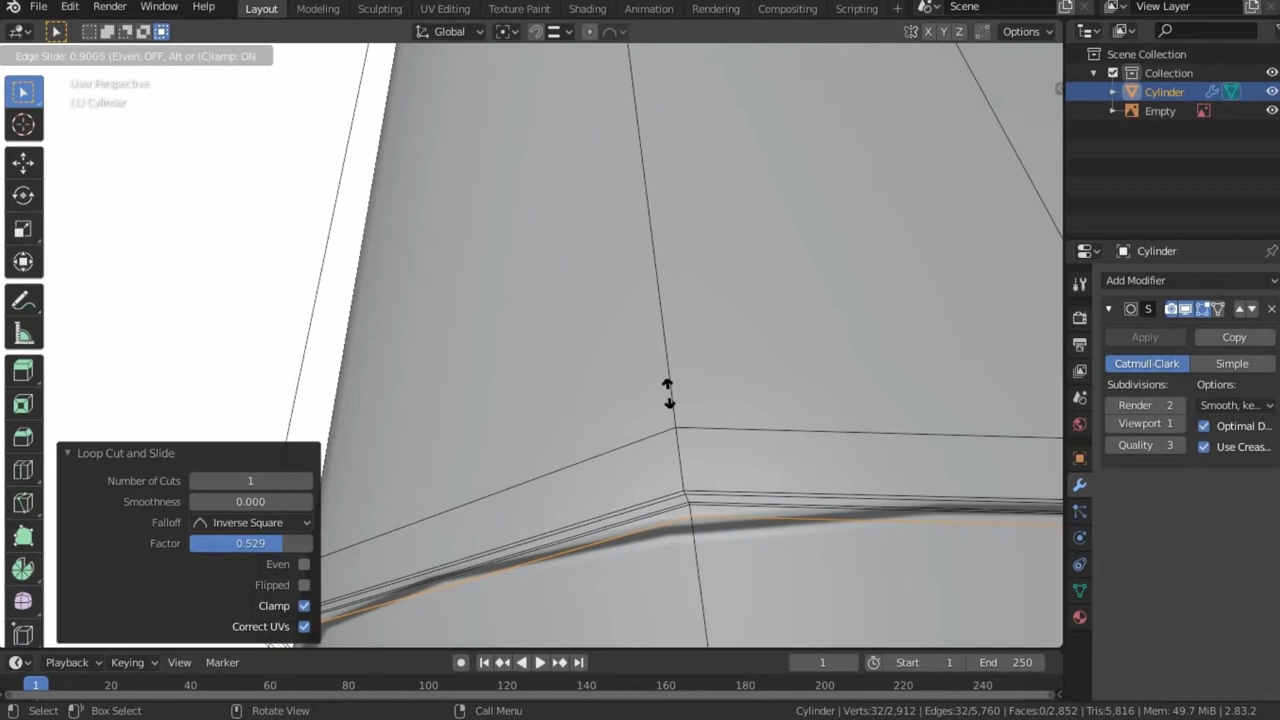 File Edit Render Window Help Layout Modeling Sculpting UV Editing Texture Paint Shading Animation Rendering Compositing Scripting + Scene View Layer
Global X Y Z Options
Edge Slide: 0.9065 (E)ven: OFF, Alt or (C)lamp: ON
User Perspective
(1) Cylinder
Scene Collection
Collection
Cylinder
Empty
Cylinder
Add Modifier
S
Apply Copy
Catmull-Clark Simple
Subdivisions: Options:
Render 2 Smooth, ke...
Viewport 1 Optimal D...
Quality 3 Use Creas...
Loop Cut and Slide
Number of Cuts 1
Smoothness 0.000
Falloff Inverse Square
Factor 0.529
Even
Flipped
Clamp
Correct UVs
Playback Keying View Marker 1 Start 1 End 250
1 20 40 60 80 100 120 140 160 180 200 220 240
Select Box Select Rotate View Call Menu Cylinder | Verts:32/2,912 | Edges:32/5,760 | Faces:0/2,852 | Tris:5,816 | Mem: 49.7 MiB | 2.83.2